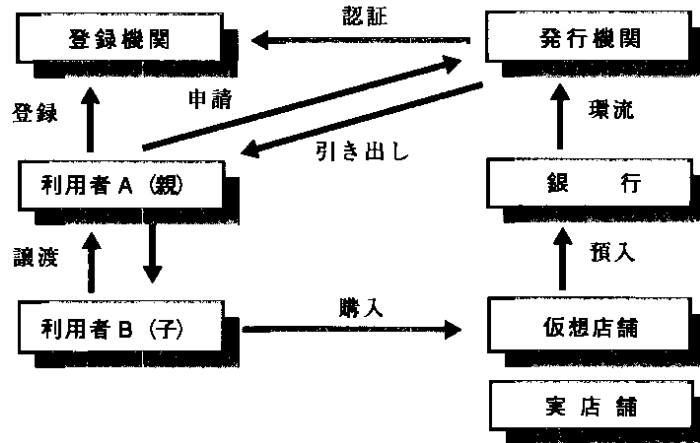 認証
登録機関
発行機関
登録
申請
環流
引き出し
利用者A(親)
銀 行
譲渡
預入
購入
利用者B(子)
仮想店舗
実店舗